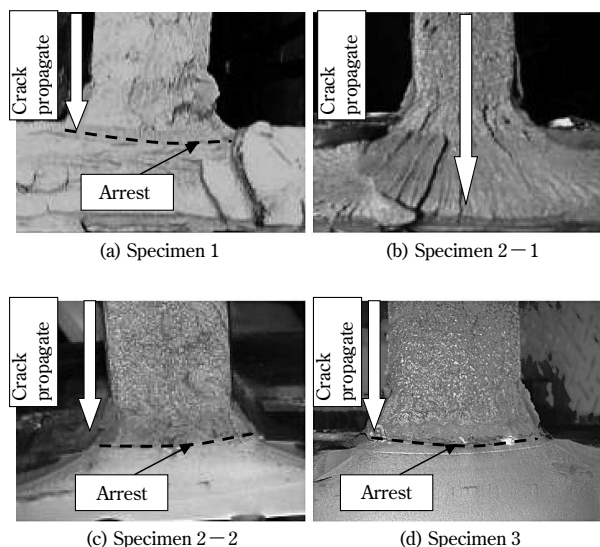 Crack
propagate
Arrest
(a) Specimen 1
Crack
propagate
(b) Specimen 2－1
Crack
propagate
Arrest
(c) Specimen 2－2
Crack
propagate
Arrest
(d) Specimen 3